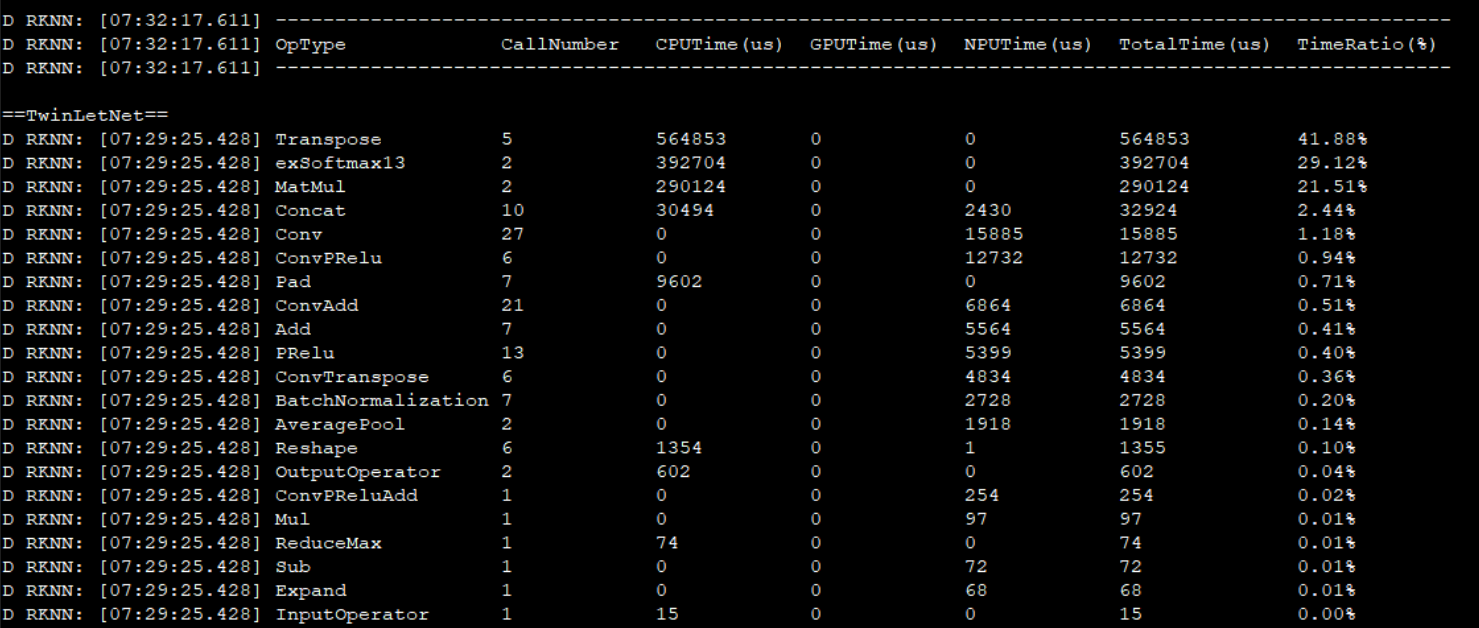 D RKNN: [07:32:17.611] ----------------------------------------------------------------------------------------------------
D RKNN: [07:32:17.611] OpType CallNumber CPUTime(us) GPUTime(us) NPUTime(us) TotalTime(us) TimeRatio(%)
D RKNN: [07:32:17.611] ----------------------------------------------------------------------------------------------------
==TwinLetNet==
D RKNN: [07:29:25.428] Transpose 5 564853 0 0 564853 41.88%
D RKNN: [07:29:25.428] exSoftmax13 2 392704 0 0 392704 29.12%
D RKNN: [07:29:25.428] MatMul 2 290124 0 0 290124 21.51%
D RKNN: [07:29:25.428] Concat 10 30494 0 2430 32924 2.44%
D RKNN: [07:29:25.428] Conv 27 0 0 15885 15885 1.18%
D RKNN: [07:29:25.428] ConvPRelu 6 0 0 12732 12732 0.94%
D RKNN: [07:29:25.428] Pad 7 9602 0 0 9602 0.71%
D RKNN: [07:29:25.428] ConvAdd 21 0 0 6864 6864 0.51%
D RKNN: [07:29:25.428] Add 7 0 0 5564 5564 0.41%
D RKNN: [07:29:25.428] PRelu 13 0 0 5399 5399 0.40%
D RKNN: [07:29:25.428] ConvTranspose 6 0 0 4834 4834 0.36%
D RKNN: [07:29:25.428] BatchNormalization 7 0 0 2728 2728 0.20%
D RKNN: [07:29:25.428] AveragePool 2 0 0 1918 1918 0.14%
D RKNN: [07:29:25.428] Reshape 6 1354 0 1 1355 0.10%
D RKNN: [07:29:25.428] OutputOperator 2 602 0 0 602 0.04%
D RKNN: [07:29:25.428] ConvPReluAdd 1 0 0 254 254 0.02%
D RKNN: [07:29:25.428] Mul 1 0 0 97 97 0.01%
D RKNN: [07:29:25.428] ReduceMax 1 74 0 0 74 0.01%
D RKNN: [07:29:25.428] Sub 1 0 0 72 72 0.01%
D RKNN: [07:29:25.428] Expand 1 0 0 68 68 0.01%
D RKNN: [07:29:25.428] InputOperator 1 15 0 0 15 0.00%